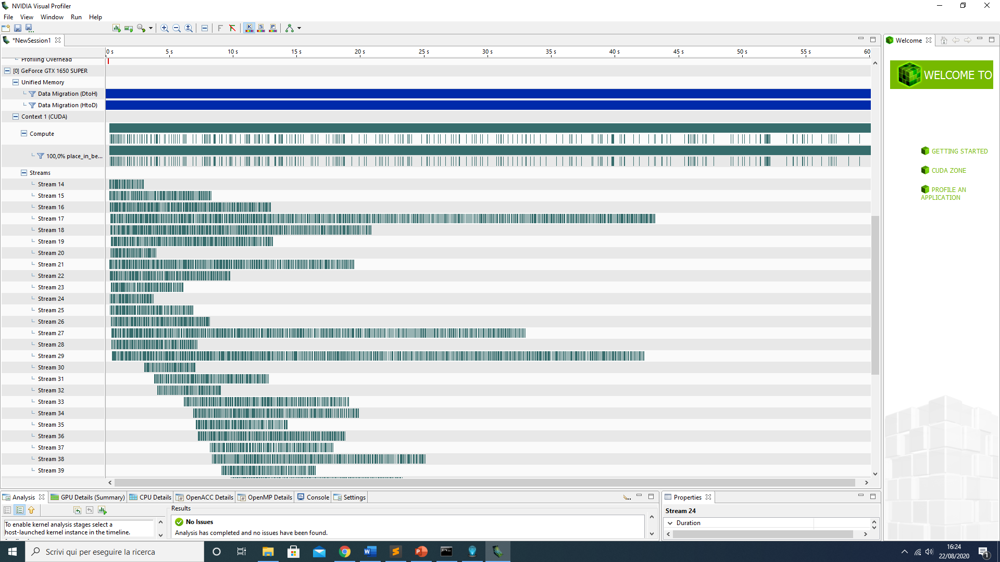 NVIDIA Visual Profiler
File View Window Run Help
*NewSession1
Welcome
0 s 5 s 10 s 15 s 20 s 25 s 30 s 35 s 40 s 45 s 50 s 55 s 60
Profiling Overhead
[0] GeForce GTX 1650 SUPER
Unified Memory
Data Migration (DtoH)
Data Migration (HtoD)
Context 1 (CUDA)
Compute
100,0% place_in_be...
Streams
Stream 14
Stream 15
Stream 16
Stream 17
Stream 18
Stream 19
Stream 20
Stream 21
Stream 22
Stream 23
Stream 24
Stream 25
Stream 26
Stream 27
Stream 28
Stream 29
Stream 30
Stream 31
Stream 32
Stream 33
Stream 34
Stream 35
Stream 36
Stream 37
Stream 38
Stream 39
WELCOME TO
GETTING STARTED
CUDA ZONE
PROFILE AN
APPLICATION
Analysis GPU Details (Summary) CPU Details OpenACC Details OpenMP Details Console Settings
To enable kernel analysis stages select a
host-launched kernel instance in the timeline.
Results
No Issues
Analysis has completed and no issues have been found.
Properties
Stream 24
Duration
Scrivi qui per eseguire la ricerca
16:24
22/08/2020
1